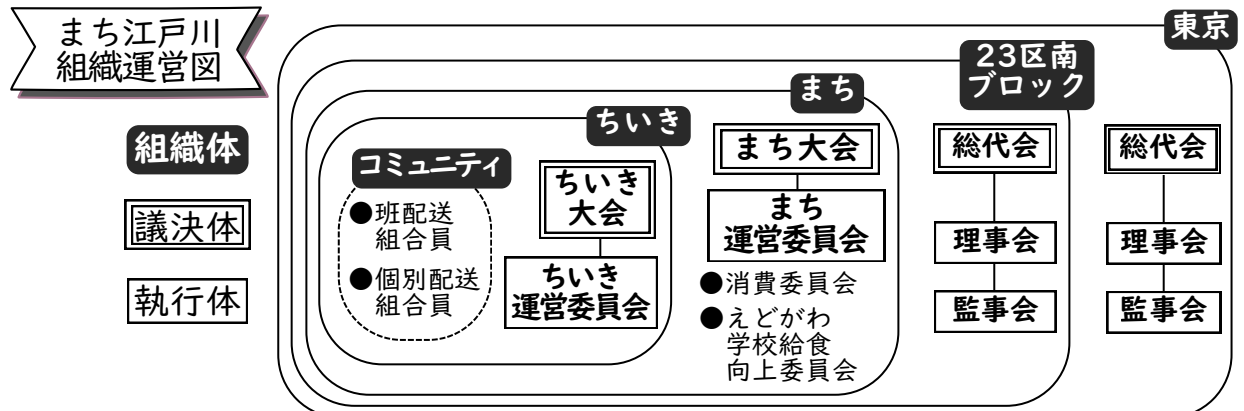 まち江戸川
組織運営図
組織体
議決体
執行体
コミュニティ
●班配送
組合員
●個別配送
組合員
ちいき
ちいき
大会
ちいき
運営委員会
まち
まち大会
まち
運営委員会
●消費委員会
●えどがわ
学校給食
向上委員会
23区南
ブロック
総代会
理事会
監事会
東京
総代会
理事会
監事会